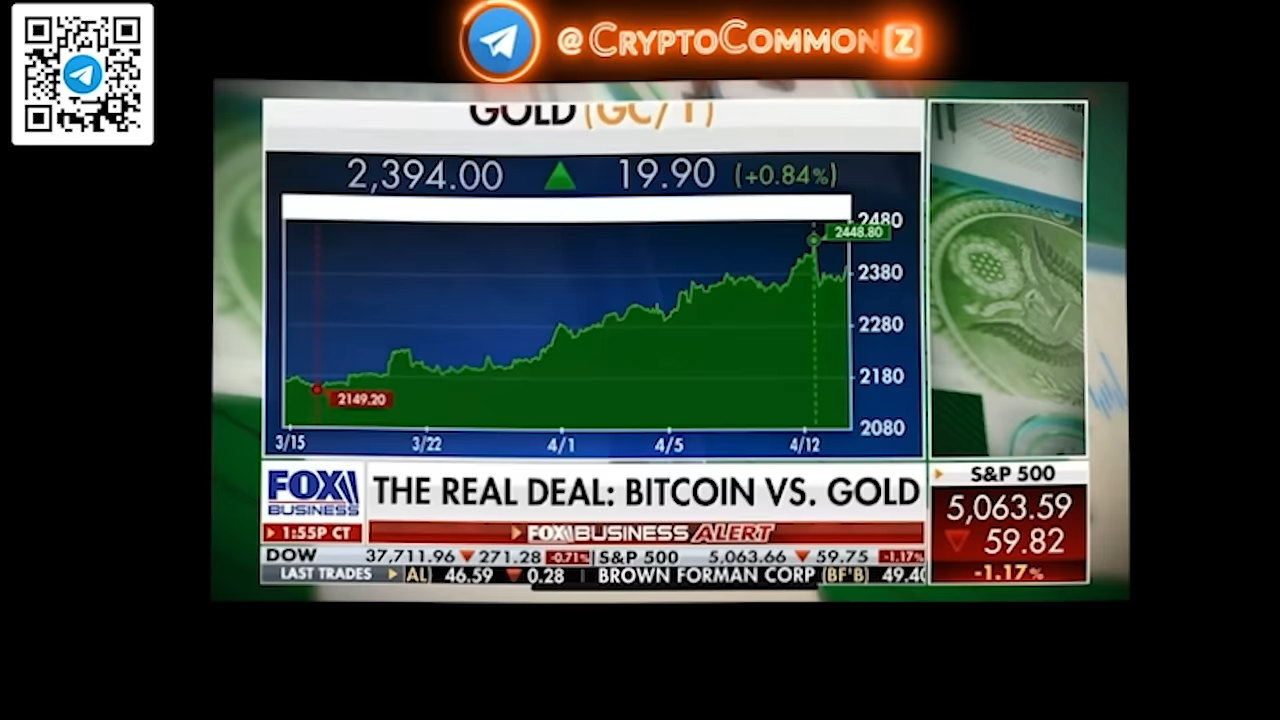 @CRYPTOCOMMON Z
GOLD (GC/1)
2,394.00 ▲ 19.90 (+0.84%)
2480
2448.80
2380
2280
2180
2149.20
2080
3/15 3/22 4/1 4/5 4/12
FOX BUSINESS
THE REAL DEAL: BITCOIN VS. GOLD
1:55P CT
FOX BUSINESS ALERT
S&P 500
5,063.59
▼ 59.82
-1.17%
DOW 37,711.96 ▼ 271.28 -0.71% S&P 500 5,063.66 ▼ 59.75 -1.17%
LAST TRADES AL) 46.59 ▼ 0.28 BROWN FORMAN CORP (BF'B) 49.40